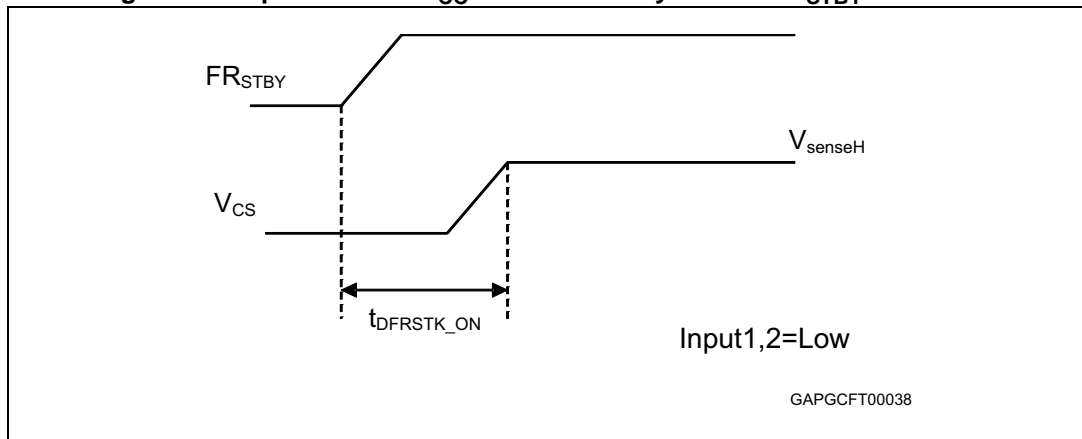 FRSTBY
VsenseH
VCS
tDFRSTK_ON
Input1,2=Low
GAPGCFT00038